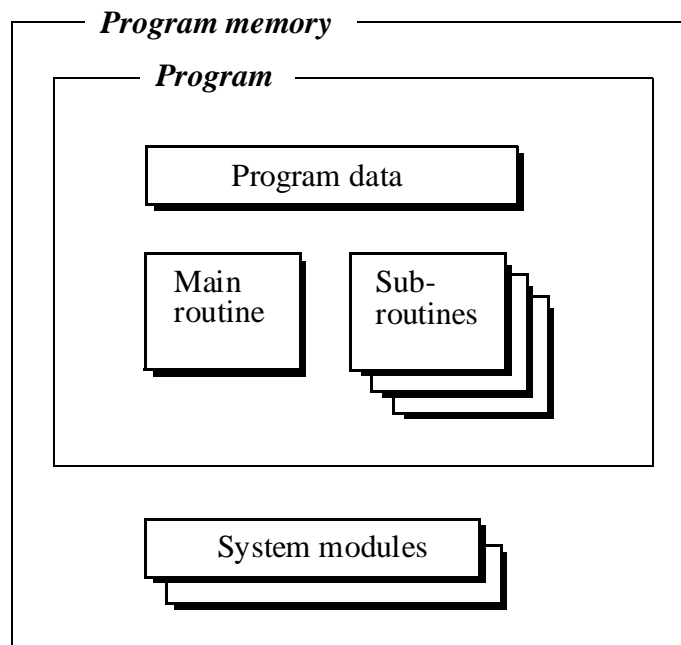 Program memory
Program
Program data
Main
routine
Sub-
routines
System modules